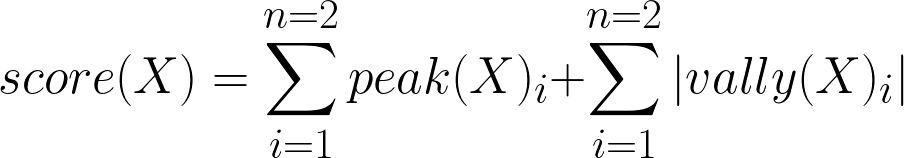 score(X) = \sum_{i=1}^{n=2} peak(X)_i + \sum_{i=1}^{n=2} |vally(X)_i|